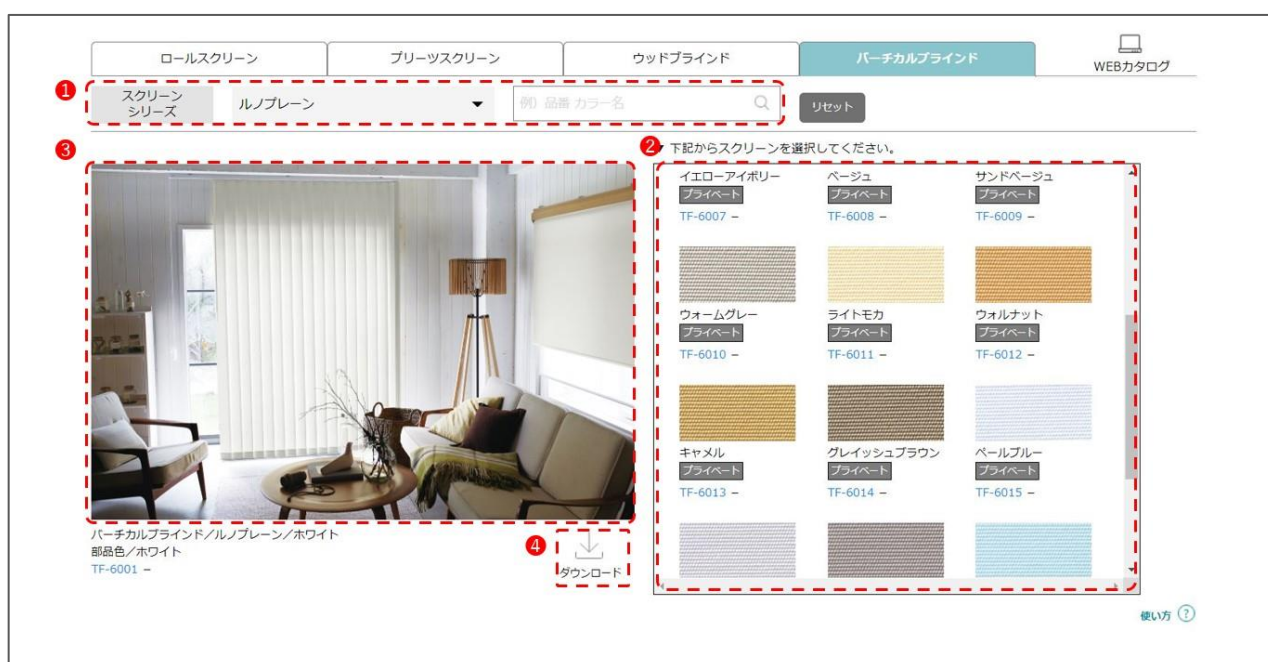 ロールスクリーン
プリーツスクリーン
ウッドブラインド
バーチカルブラインド
WEBカタログ
1
スクリーン
シリーズ
ルノプレーン
例) 品番 カラー名
リセット
3
2
▼ 下記からスクリーンを選択してください。
イエローアイボリー
プライベート
TF-6007 −
ベージュ
プライベート
TF-6008 −
サンドベージュ
プライベート
TF-6009 −
ウォームグレー
プライベート
TF-6010 −
ライトモカ
プライベート
TF-6011 −
ウォルナット
プライベート
TF-6012 −
キャメル
プライベート
TF-6013 −
グレイッシュブラウン
プライベート
TF-6014 −
ペールブルー
プライベート
TF-6015 −
バーチカルブラインド／ルノプレーン／ホワイト
部品色／ホワイト
TF-6001 −
4
ダウンロード
使い方 ?